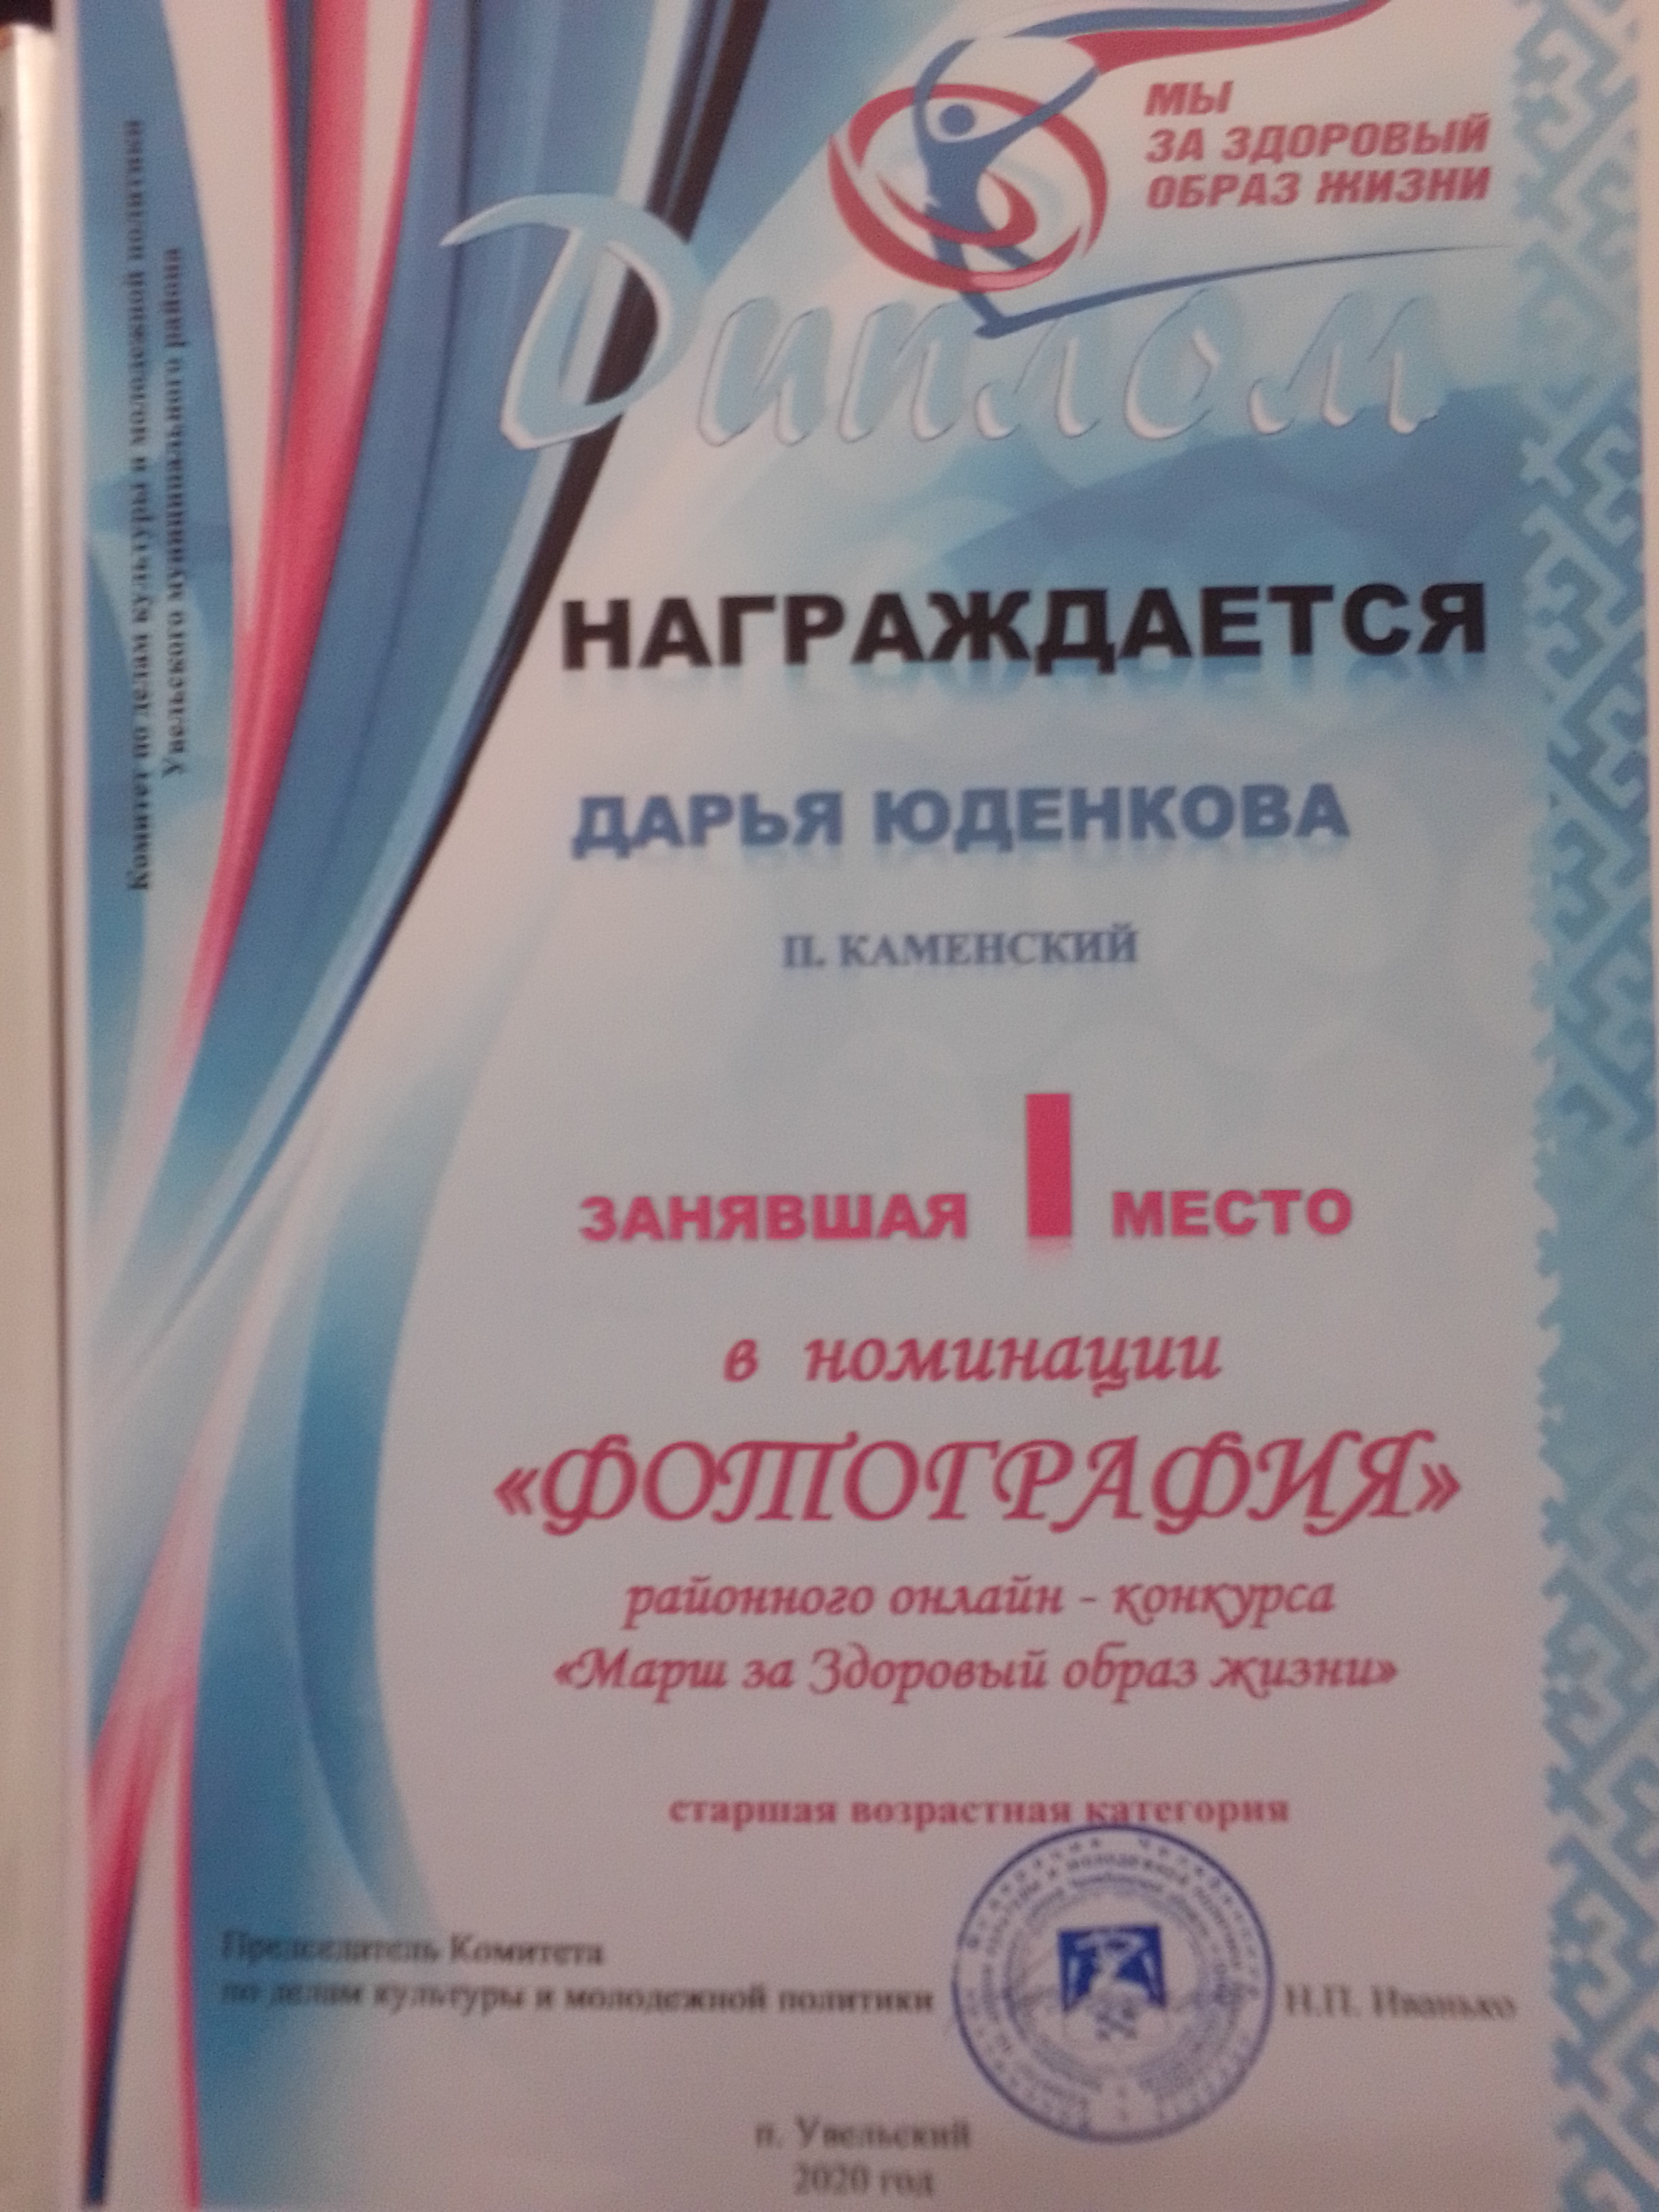 Комитет по делам культуры и молодежной политики
Увельского муниципального района
МЫ
ЗА ЗДОРОВЫЙ
ОБРАЗ ЖИЗНИ
Диплом
НАГРАЖДАЕТСЯ
ДАРЬЯ ЮДЕНКОВА
П. КАМЕНСКИЙ
ЗАНЯВШАЯ I МЕСТО
в номинации
«ФОТОГРАФИЯ»
районного онлайн - конкурса
«Марш за Здоровый образ жизни»
старшая возрастная категория
Председатель Комитета
по делам культуры и молодежной политики
Н.П. Иванько
п. Увельский
2020 год